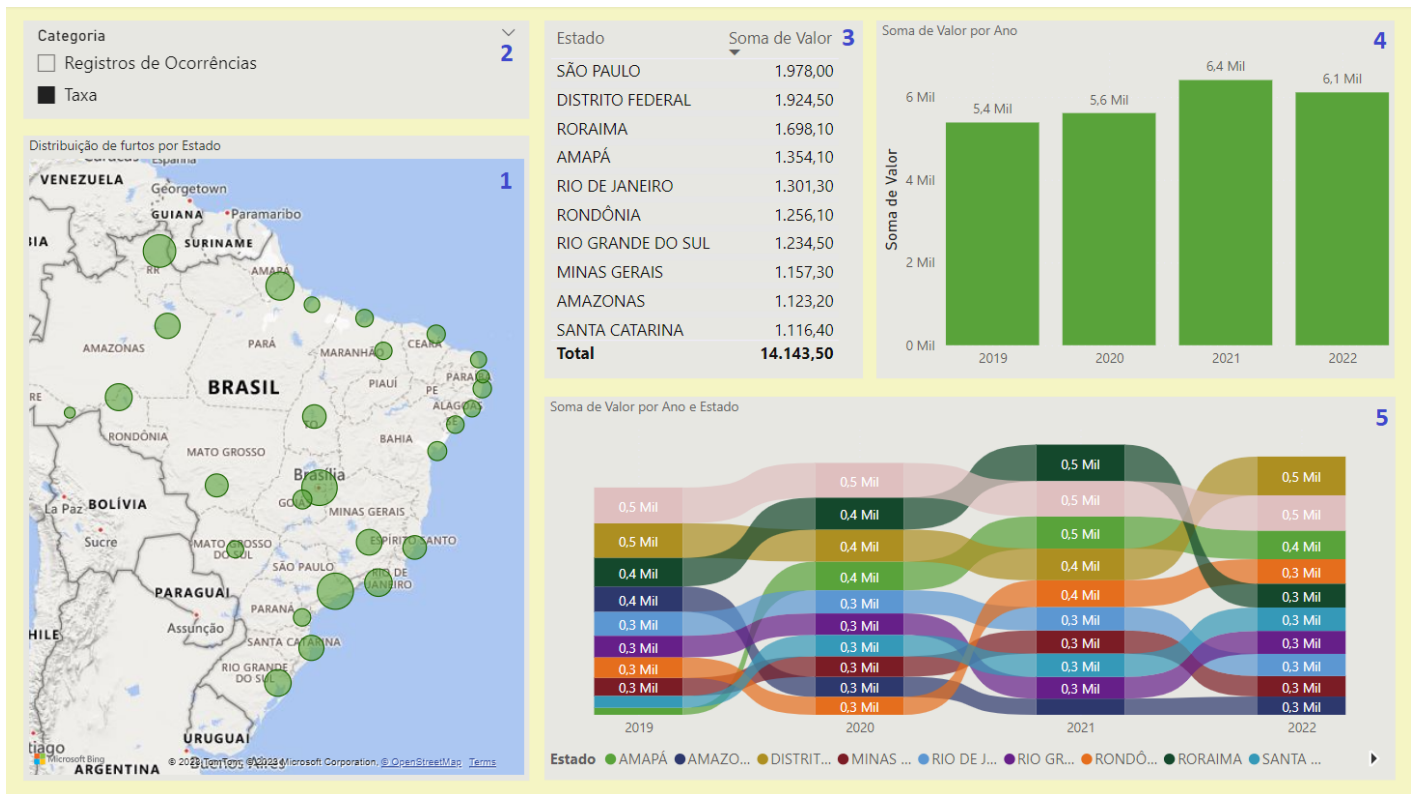 Categoria
2
Registros de Ocorrências
Taxa
Distribuição de furtos por Estado
1
Caracas
Espanha
VENEZUELA
Georgetown
GUIANA
Paramaribo
SURINAME
RR
AMAPÁ
AMAZONAS
PARÁ
MARANHÃO
CEARÁ
BRASIL
PIAUÍ
PARAÍBA
PE
ALAGOAS
SE
RE
TO
RONDÔNIA
BAHIA
MATO GROSSO
Brasília
GOIÁS
La Paz
BOLÍVIA
MINAS GERAIS
Sucre
MATO GROSSO
DO SUL
ESPÍRITO SANTO
SÃO PAULO
RIO DE
JANEIRO
PARAGUAI
PARANÁ
Assunção
HILE
SANTA CATARINA
RIO GRANDE
DO SUL
URUGUAI
tiago
Buenos Aires
ARGENTINA
Microsoft Bing
© 2023 TomTom, © 2023 Microsoft Corporation, © OpenStreetMap Terms
Estado Soma de Valor 3
SÃO PAULO 1.978,00
DISTRITO FEDERAL 1.924,50
RORAIMA 1.698,10
AMAPÁ 1.354,10
RIO DE JANEIRO 1.301,30
RONDÔNIA 1.256,10
RIO GRANDE DO SUL 1.234,50
MINAS GERAIS 1.157,30
AMAZONAS 1.123,20
SANTA CATARINA 1.116,40
Total 14.143,50
Soma de Valor por Ano
4
Soma de Valor
6 Mil
4 Mil
2 Mil
0 Mil
5,4 Mil 5,6 Mil 6,4 Mil 6,1 Mil
2019 2020 2021 2022
Soma de Valor por Ano e Estado
5
0,5 Mil
0,5 Mil
0,4 Mil
0,4 Mil
0,3 Mil
0,3 Mil
0,3 Mil
0,3 Mil
2019
0,5 Mil
0,4 Mil
0,4 Mil
0,4 Mil
0,3 Mil
0,3 Mil
0,3 Mil
0,3 Mil
0,3 Mil
0,3 Mil
2020
0,5 Mil
0,5 Mil
0,5 Mil
0,4 Mil
0,4 Mil
0,3 Mil
0,3 Mil
0,3 Mil
0,3 Mil
2021
0,5 Mil
0,5 Mil
0,4 Mil
0,3 Mil
0,3 Mil
0,3 Mil
0,3 Mil
0,3 Mil
0,3 Mil
0,3 Mil
2022
Estado AMAPÁ AMAZO... DISTRIT... MINAS ... RIO DE J... RIO GR... RONDÔ... RORAIMA SANTA ...